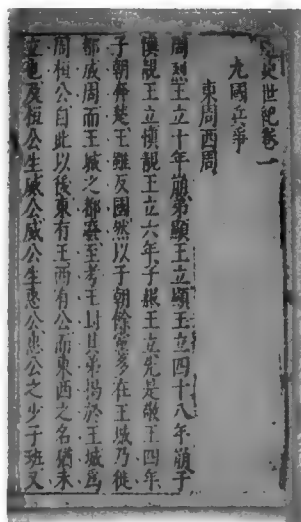 史世紀卷一
九國兵爭
東周西周
周烈王立十年崩弟顯王立顯王立四十八年崩子
慎靚王立慎靚王立六年子赧王立先是敬王四年
子朝奔楚王雖反國然以子朝餘黨多在王城乃徙
都成周而王城之都廢至考王封其弟揭於王城爲
周桓公自此以後東有王西有公而東西之名猶未
立也及桓公生威公威公生惠公惠公之少子班又